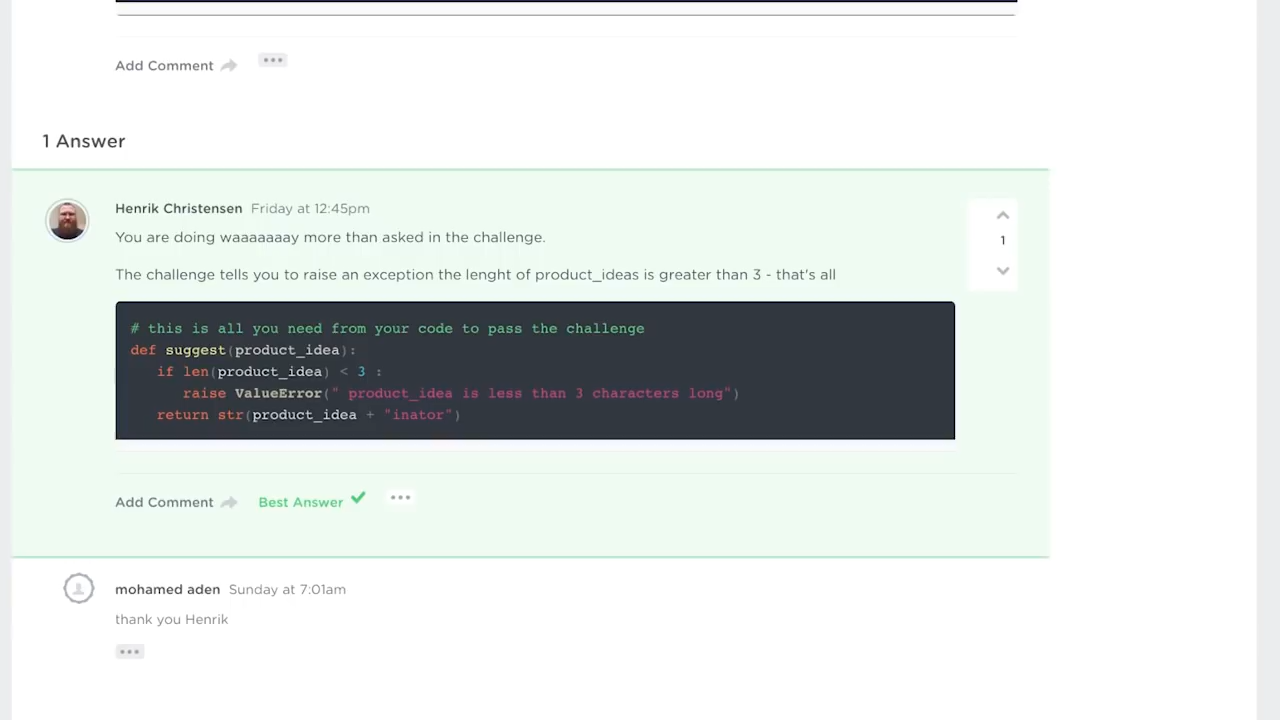 Add Comment
1 Answer
Henrik Christensen Friday at 12:45pm
You are doing waaaaaaay more than asked in the challenge.
1
The challenge tells you to raise an exception the lenght of product_ideas is greater than 3 - that's all
# this is all you need from your code to pass the challenge
def suggest(product_idea):
if len(product_idea) < 3 :
raise ValueError(" product_idea is less than 3 characters long")
return str(product_idea + "inator")
Add Comment Best Answer
mohamed aden Sunday at 7:01am
thank you Henrik